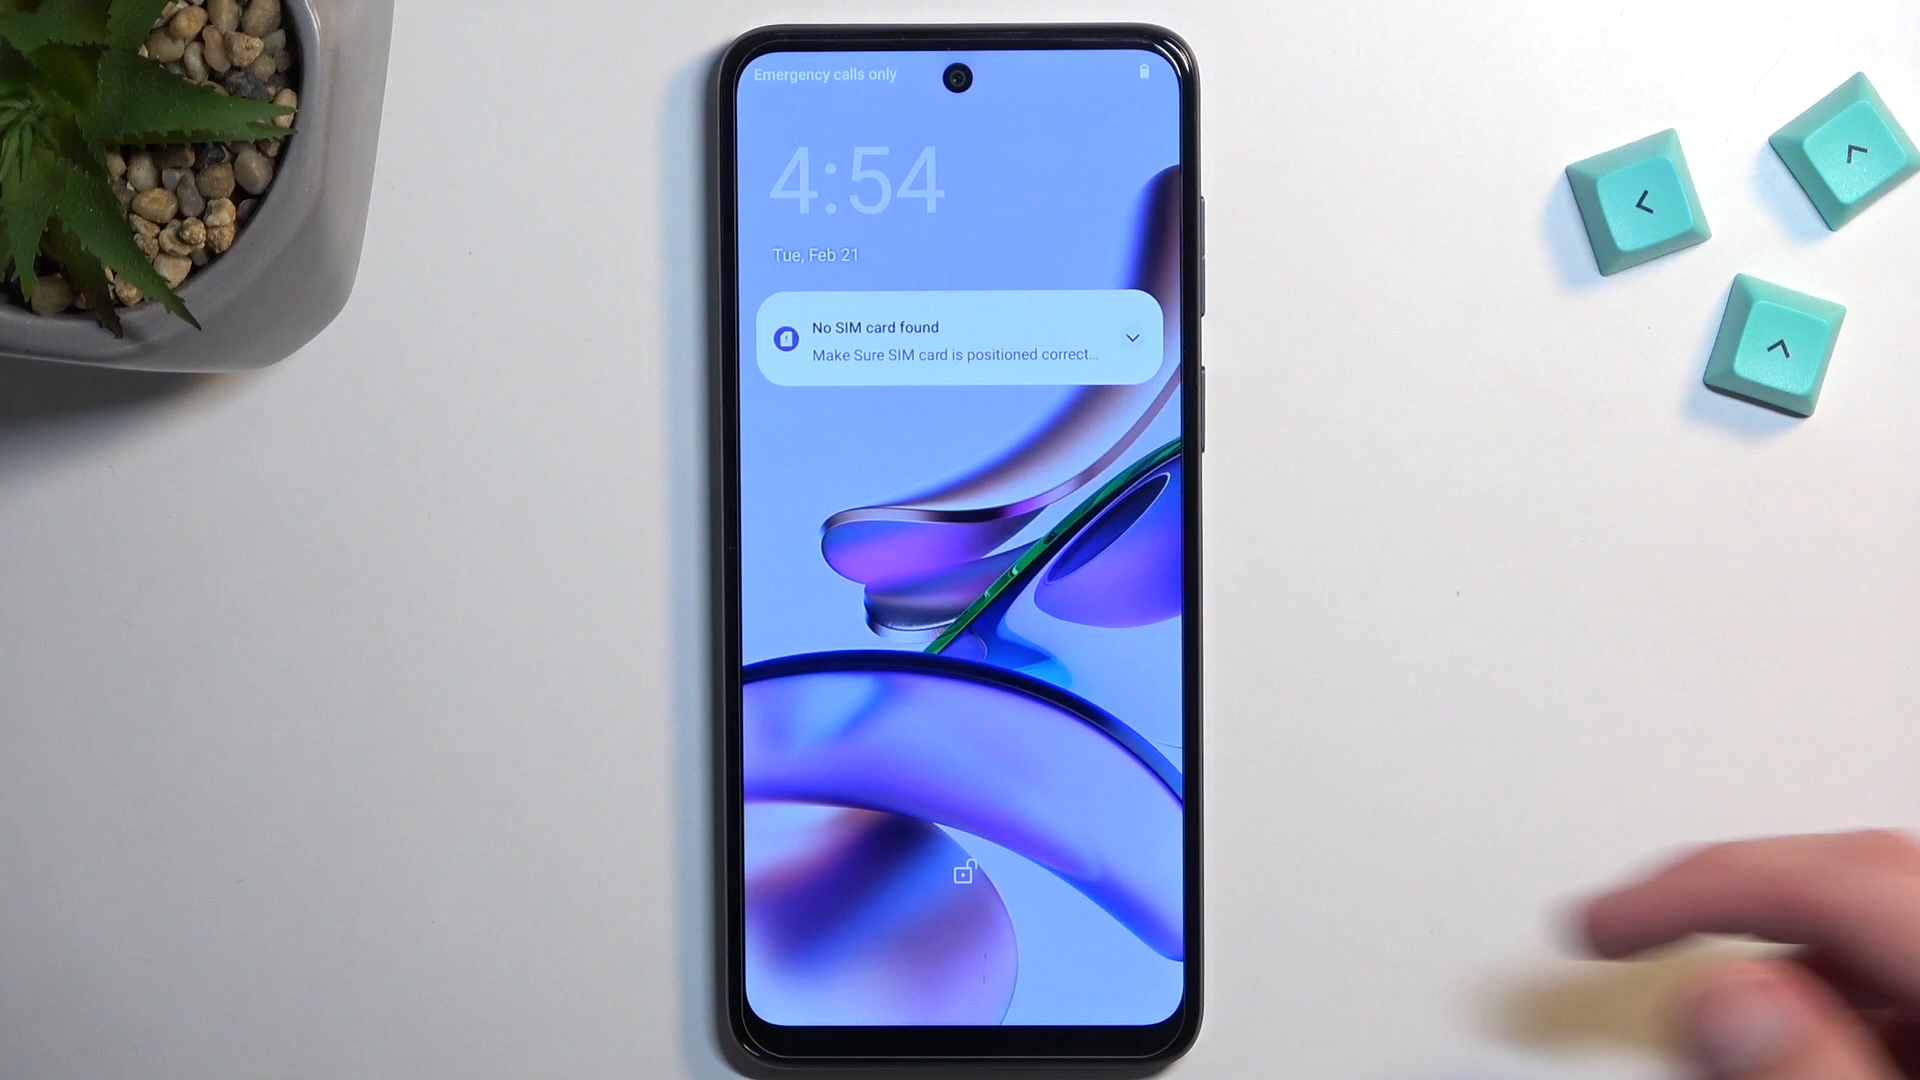 Emergency calls only
4:54
Tue, Feb 21
No SIM card found
Make Sure SIM card is positioned correct...